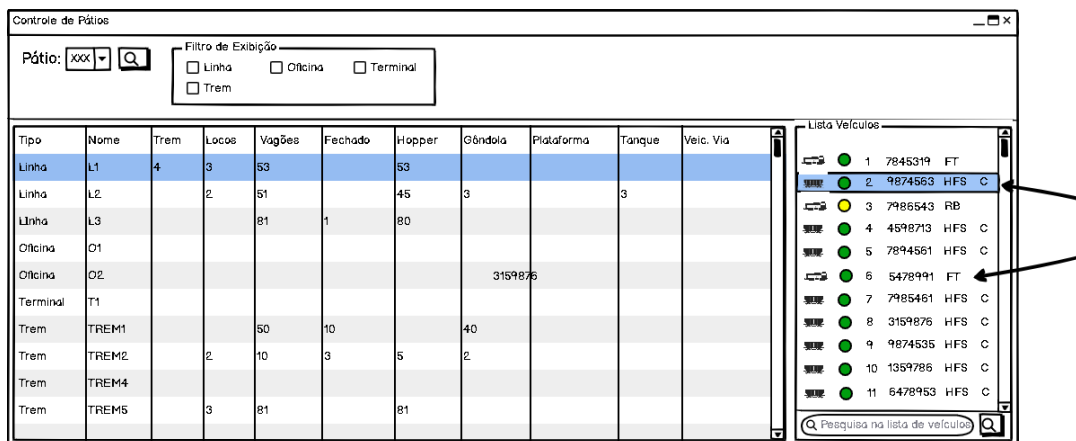 Controle de Pátios
Pátio: xxx
Filtro de Exibição
Linha Oficina Terminal
Trem
Tipo Nome Trem Locos Vagões Fechado Hopper Gôndola Plataforma Tanque Veic. Via
Linha L1 4 3 53 53
Linha L2 2 51 45 3 3
Linha L3 81 1 80
Oficina O1
Oficina O2 3159876
Terminal T1
Trem TREM1 50 10 40
Trem TREM2 2 10 3 5 2
Trem TREM4
Trem TREM5 3 81 81
Lista Veículos
1 7845319 FT
2 9874563 HFS C
3 7986543 RB
4 4598713 HFS C
5 7894561 HFS C
6 5478991 FT
7 7985461 HFS C
8 3159876 HFS C
9 9874535 HFS C
10 1359786 HFS C
11 6478953 HFS C
Pesquisa na lista de veículos